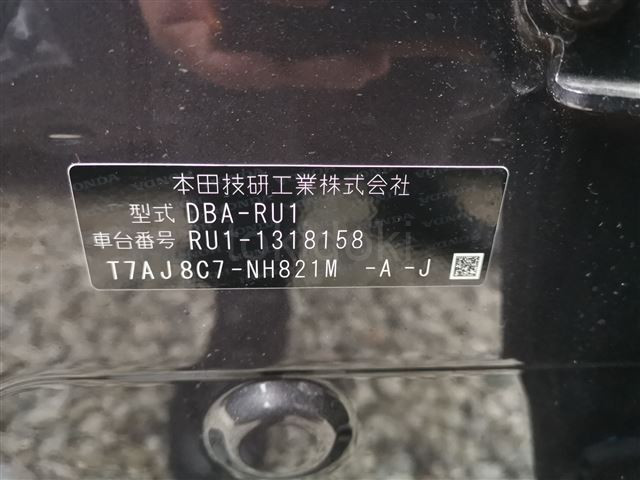 本田技研工業株式会社
型式 DBA-RU1
車台番号 RU1-1318158
T7AJ8C7-NH821M -A -J